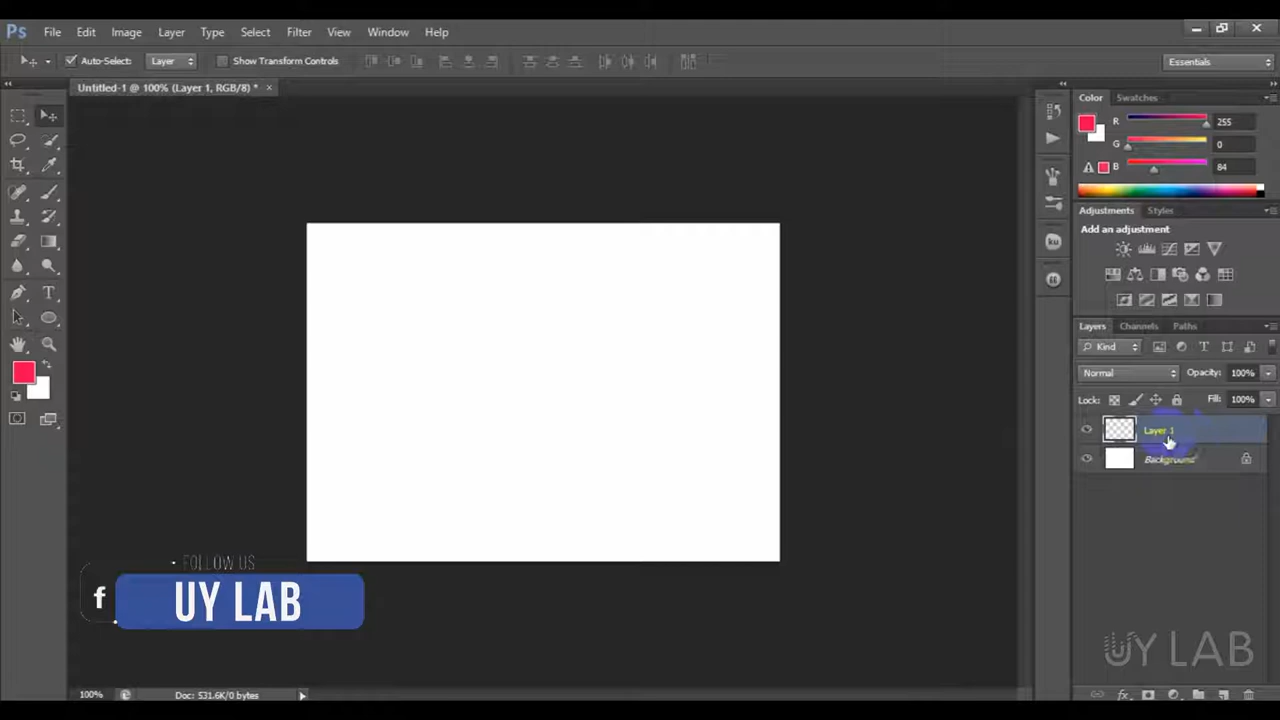 Ps File Edit Image Layer Type Select Filter View Window Help
Auto-Select: Layer Show Transform Controls Essentials
Untitled-1 @ 100% (Layer 1, RGB/8) * ×
Color Swatches
R 255
G 0
B 84
Adjustments Styles
Add an adjustment
Layers Channels Paths
Kind
Normal Opacity: 100%
Lock: Fill: 100%
Layer 1
Background
FOLLOW US
f UY LAB
UY LAB
100% Doc: 531.6K/0 bytes